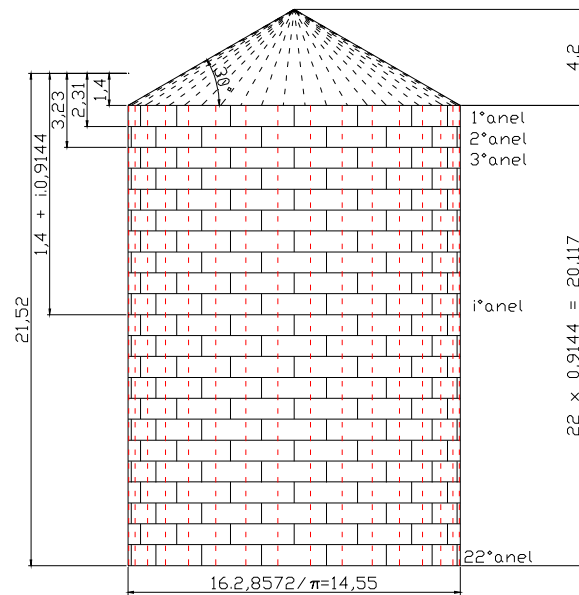 4,2
30°
1,4
2,31
3,23
1,4 + i.0,9144
21,52
1°anel
2°anel
3°anel
i°anel
22 x 0.9144 = 20.117
22°anel
16.2,8572/π=14,55